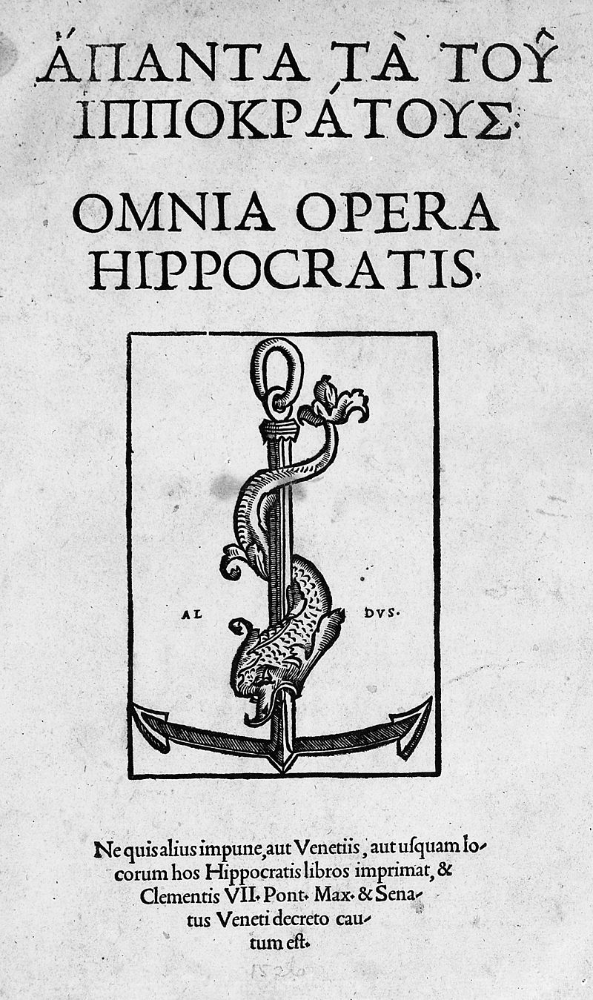 ἍΠΑΝΤΑ ΤᾺ ΤΟΥ͂
ἹΠΠΟΚΡΆΤΟΥΣ·
OMNIA OPERA
HIPPOCRATIS·
AL DVS·
Ne quis alius impune, aut Venetiis, aut uſquam lo-
corum hos Hippocratis libros imprimat, &
Clementis VII· Pont· Max· & Sena-
tus Veneti decreto cau-
tum eſt·